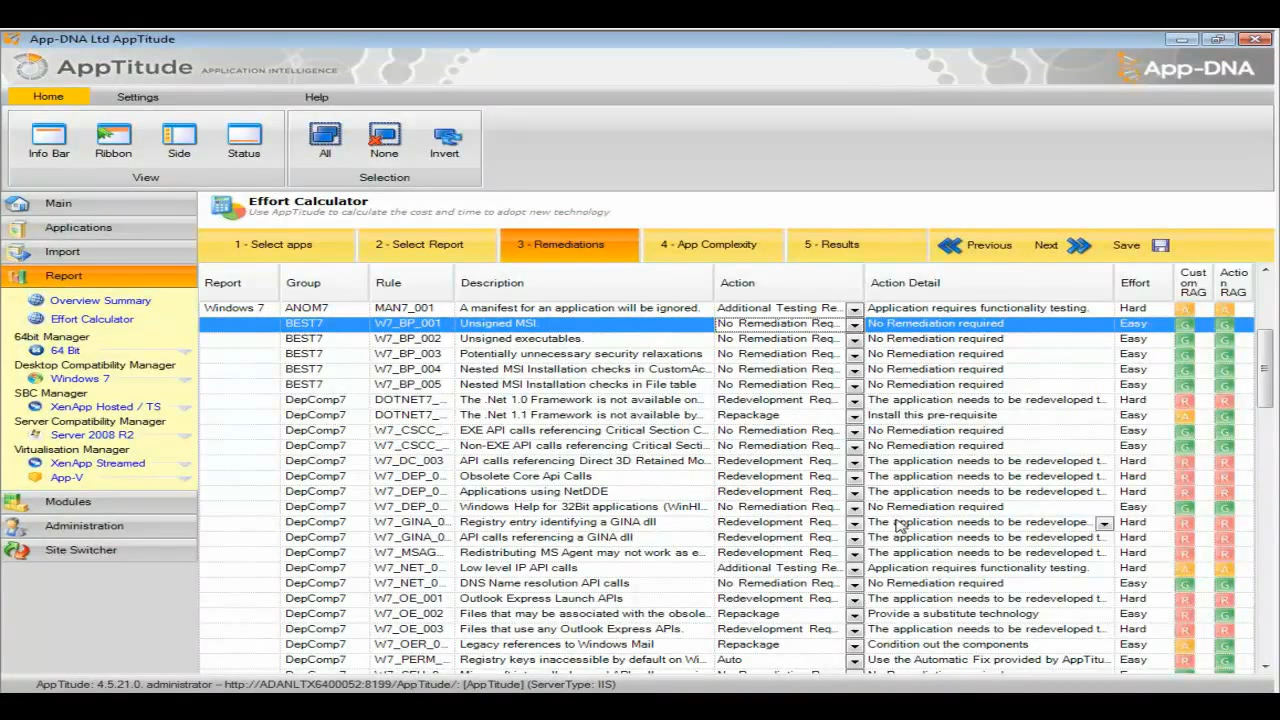 App-DNA Ltd AppTitude
AppTitude APPLICATION INTELLIGENCE
App-DNA
Home Settings Help
Info Bar Ribbon Side Status
All None Invert
View Selection
Main
Applications
Import
Report
Overview Summary
Effort Calculator
64bit Manager
64 Bit
Desktop Compatibility Manager
Windows 7
SBC Manager
XenApp Hosted / TS
Server Compatibility Manager
Server 2008 R2
Virtualisation Manager
XenApp Streamed
App-V
Modules
Administration
Site Switcher
Effort Calculator
Use AppTitude to calculate the cost and time to adopt new technology
1 - Select apps 2 - Select Report 3 - Remediations 4 - App Complexity 5 - Results Previous Next Save
Report Group Rule Description Action Action Detail Effort Cust om RAG Actio n RAG
Windows 7 ANOM7 MAN7_001 A manifest for an application will be ignored. Additional Testing Re... Application requires functionality testing. Hard A A
BEST7 W7_BP_001 Unsigned MSI. No Remediation Req... No Remediation required Easy G G
BEST7 W7_BP_002 Unsigned executables. No Remediation Req... No Remediation required Easy G G
BEST7 W7_BP_003 Potentially unnecessary security relaxations No Remediation Req... No Remediation required Easy G G
BEST7 W7_BP_004 Nested MSI Installation checks in CustomAc... No Remediation Req... No Remediation required Easy G G
BEST7 W7_BP_005 Nested MSI Installation checks in File table No Remediation Req... No Remediation required Easy G G
DepComp7 DOTNET7_... The .Net 1.0 Framework is not available on... Redevelopment Req... The application needs to be redeveloped t... Hard R R
DepComp7 DOTNET7_... The .Net 1.1 Framework is not available by... Repackage Install this pre-requisite Easy A G
DepComp7 W7_CSCC_... EXE API calls referencing Critical Section C... No Remediation Req... No Remediation required Easy G G
DepComp7 W7_CSCC_... Non-EXE API calls referencing Critical Secti... No Remediation Req... No Remediation required Easy G G
DepComp7 W7_DC_003 API calls referencing Direct 3D Retained Mo... Redevelopment Req... The application needs to be redeveloped t... Hard R R
DepComp7 W7_DEP_0... Obsolete Core Api Calls Redevelopment Req... The application needs to be redeveloped t... Hard R R
DepComp7 W7_DEP_0... Applications using NetDDE Redevelopment Req... The application needs to be redeveloped t... Hard R R
DepComp7 W7_DEP_0... Windows Help for 32Bit applications (WinHl... No Remediation Req... No Remediation required Easy G G
DepComp7 W7_GINA_0... Registry entry identifying a GINA dll Redevelopment Req... The application needs to be redevelope... Hard R R
DepComp7 W7_GINA_0... API calls referencing a GINA dll Redevelopment Req... The application needs to be redeveloped t... Hard R R
DepComp7 W7_MSAG... Redistributing MS Agent may not work as e... Redevelopment Req... The application needs to be redeveloped t... Hard R R
DepComp7 W7_NET_0... Low level IP API calls Additional Testing Re... Application requires functionality testing. Hard A A
DepComp7 W7_NET_0... DNS Name resolution API calls No Remediation Req... No Remediation required Easy G G
DepComp7 W7_OE_001 Outlook Express Launch APIs Redevelopment Req... The application needs to be redeveloped t... Hard R R
DepComp7 W7_OE_002 Files that may be associated with the obsole... Repackage Provide a substitute technology Easy R G
DepComp7 W7_OE_003 Files that use any Outlook Express APIs. Redevelopment Req... The application needs to be redeveloped t... Hard R R
DepComp7 W7_OER_0... Legacy references to Windows Mail Repackage Condition out the components Easy A G
DepComp7 W7_PERM_... Registry keys inaccessible by default on Wi... Auto Use the Automatic Fix provided by AppTitu... Easy R G
AppTitude: 4.5.21.0. administrator -- http://ADANLTX6400052:8199/AppTitude/: [AppTitude] (ServerType: IIS)